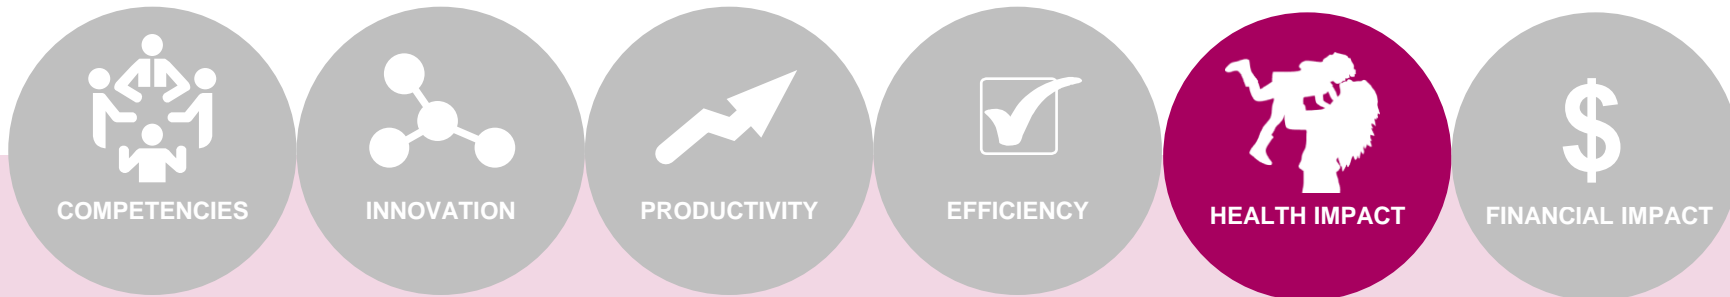 COMPETENCIES
INNOVATION
PRODUCTIVITY
EFFICIENCY
HEALTH IMPACT
$
FINANCIAL IMPACT